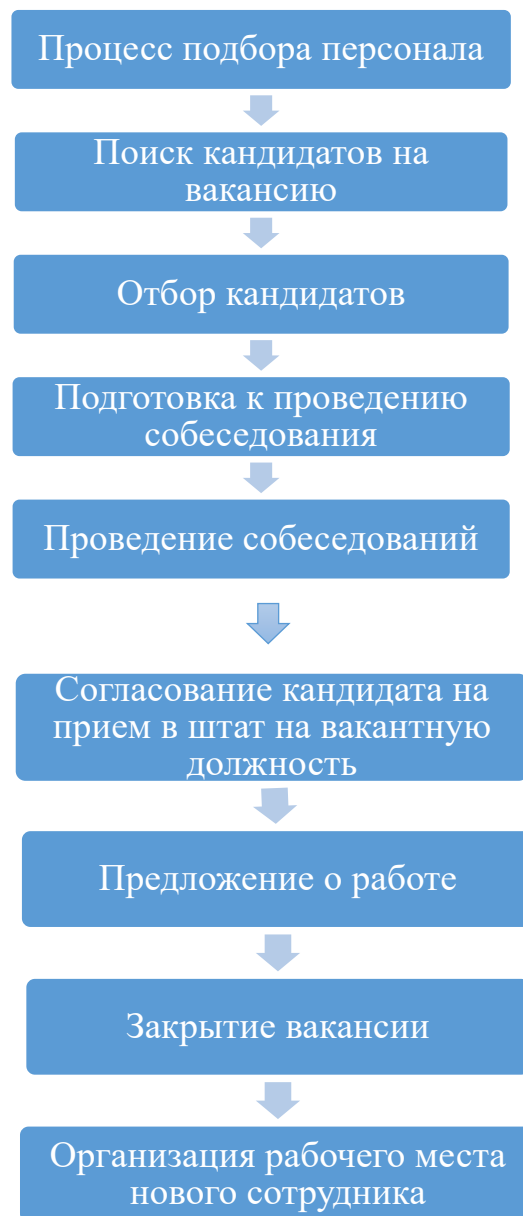 Процесс подбора персонала
Поиск кандидатов на
вакансию
Отбор кандидатов
Подготовка к проведению
собеседования
Проведение собеседований
Согласование кандидата на
прием в штат на вакантную
должность
Предложение о работе
Закрытие вакансии
Организация рабочего места
нового сотрудника